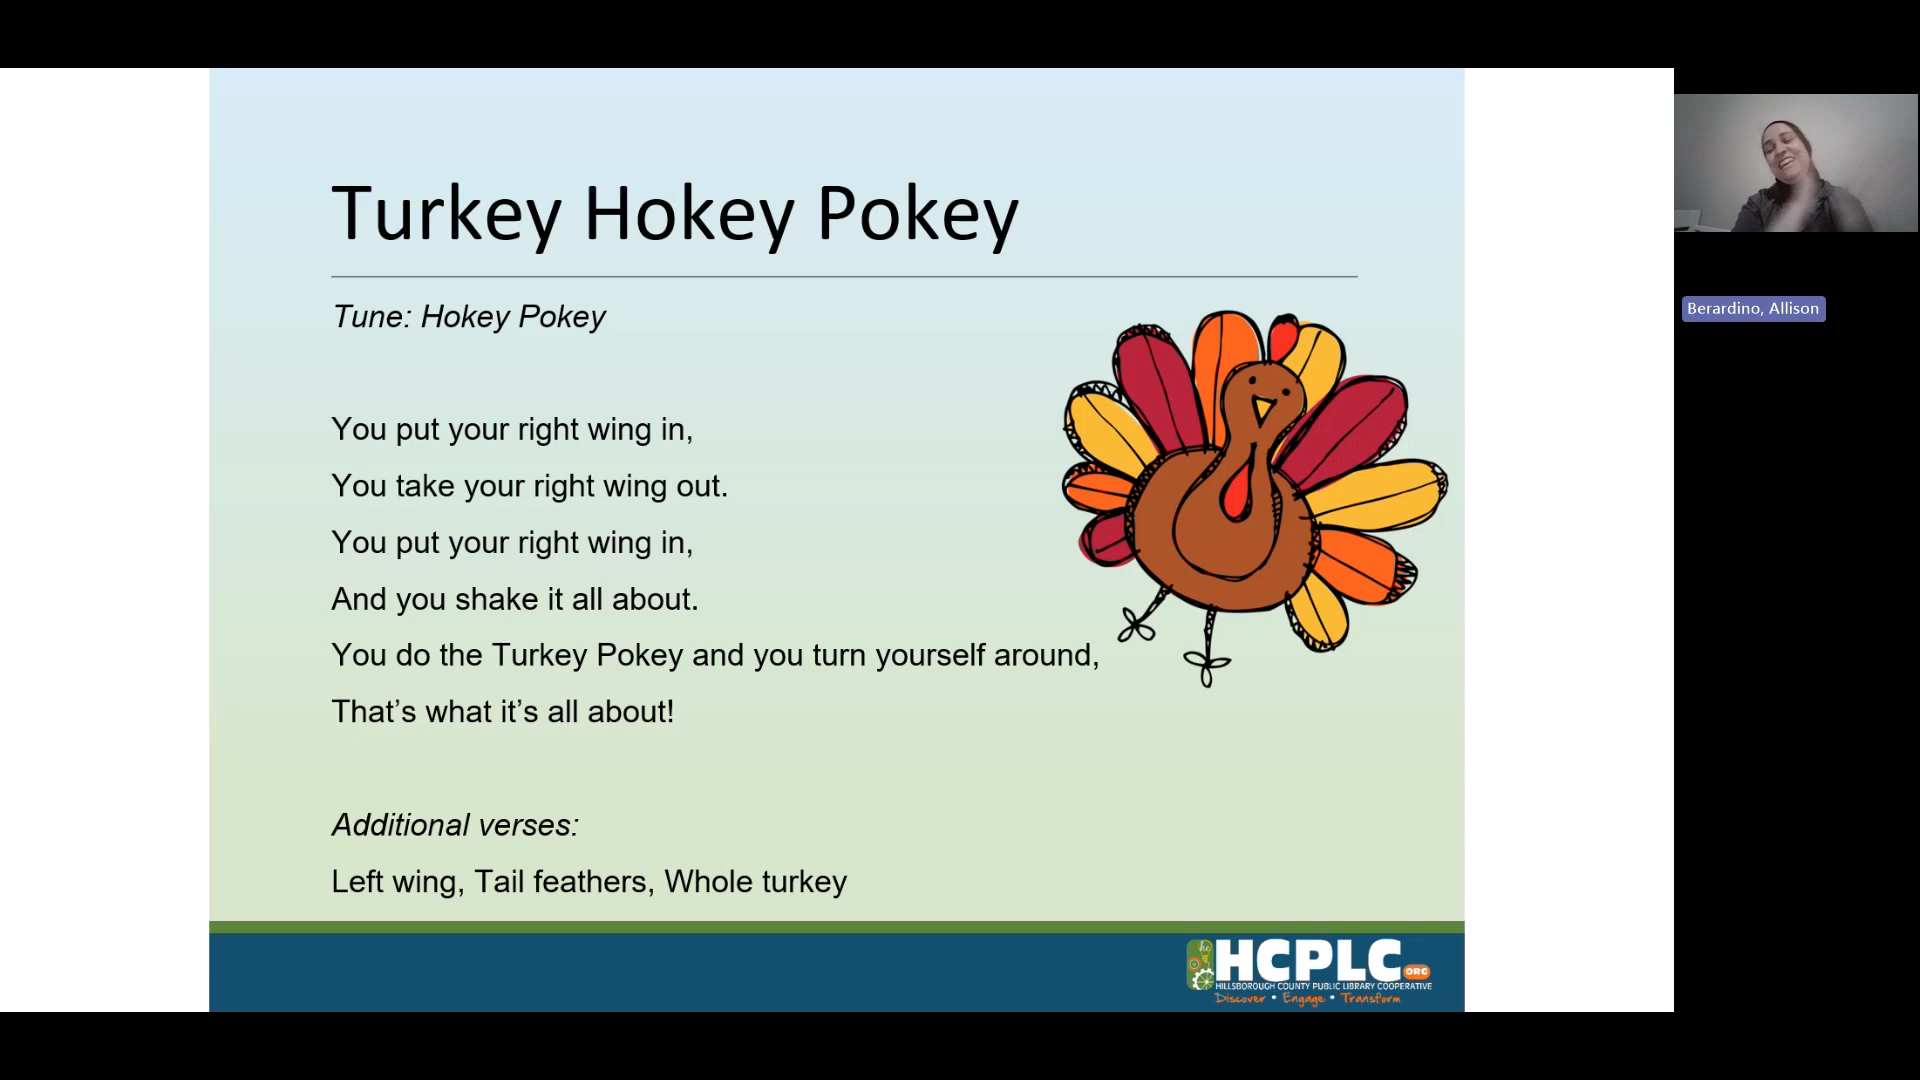 Turkey Hokey Pokey
Tune: Hokey Pokey
You put your right wing in,
You take your right wing out.
You put your right wing in,
And you shake it all about.
You do the Turkey Pokey and you turn yourself around,
That’s what it’s all about!
Additional verses:
Left wing, Tail feathers, Whole turkey
hc
HCPLC ORG
HILLSBOROUGH COUNTY PUBLIC LIBRARY COOPERATIVE
Discover • Engage • Transform
Berardino, Allison